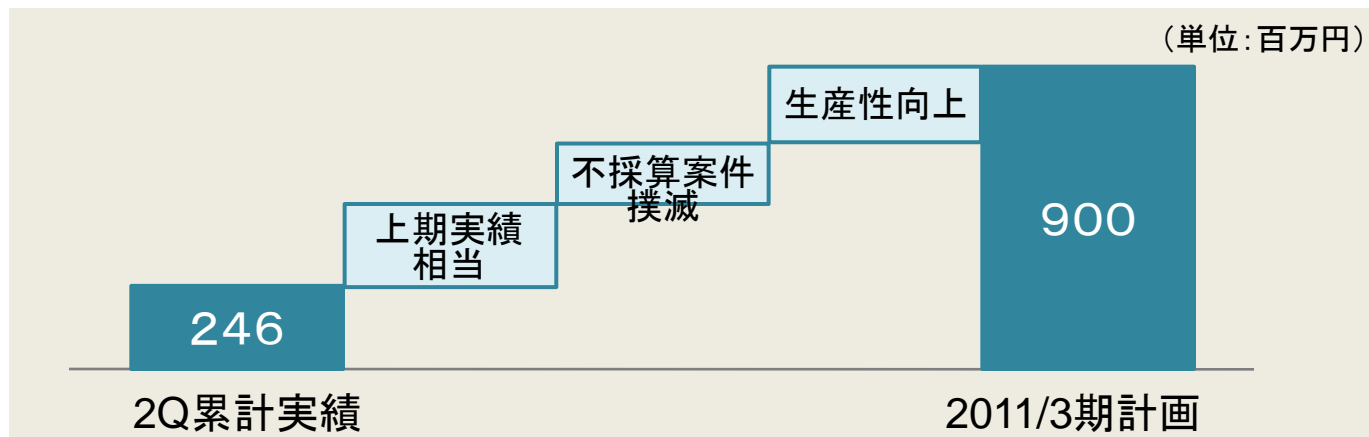 （単位：百万円）
生産性向上
不採算案件
撲滅
上期実績
相当
900
246
2Q累計実績
2011/3期計画